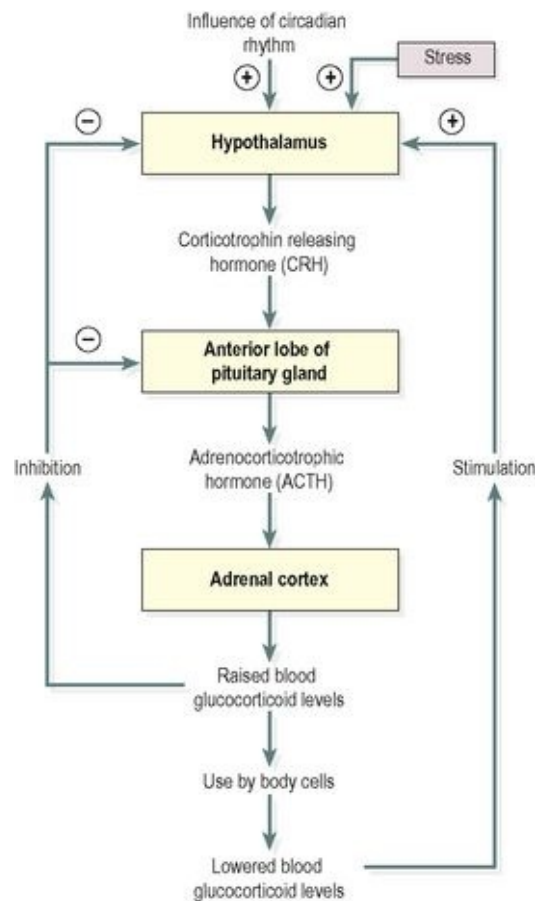 Influence of circadian
rhythm
+
+
Stress
−
+
Hypothalamus
Corticotrophin releasing
hormone (CRH)
−
Anterior lobe of
pituitary gland
Inhibition
Adrenocorticotrophic
hormone (ACTH)
Stimulation
Adrenal cortex
Raised blood
glucocorticoid levels
Use by body cells
Lowered blood
glucocorticoid levels